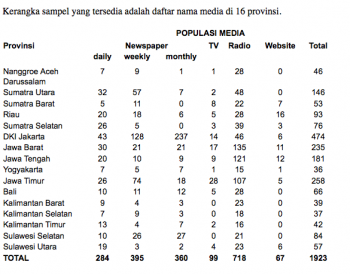 Kerangka sampel yang tersedia adalah daftar nama media di 16 provinsi.
POPULASI MEDIA
Provinsi Newspaper TV Radio Website Total
daily weekly monthly
Nanggroe Aceh 7 9 1 1 28 0 46
Darussalam
Sumatra Utara 32 57 7 2 48 0 146
Sumatra Barat 5 11 0 8 22 7 53
Riau 20 18 6 5 28 16 93
Sumatra Selatan 26 5 0 3 39 3 76
DKI Jakarta 43 128 237 14 46 6 474
Jawa Barat 30 21 21 17 135 11 235
Jawa Tengah 20 10 9 9 121 12 181
Yogyakarta 7 5 7 1 15 1 36
Jawa Timur 26 74 18 28 107 5 258
Bali 10 11 12 5 28 0 66
Kalimantan Barat 9 4 3 0 23 0 39
Kalimantan Selatan 7 9 3 0 18 0 37
Kalimantan Timur 13 4 7 2 16 0 42
Sulawesi Selatan 10 26 27 0 21 0 84
Sulawesi Utara 19 3 2 4 23 6 57
TOTAL 284 395 360 99 718 67 1923